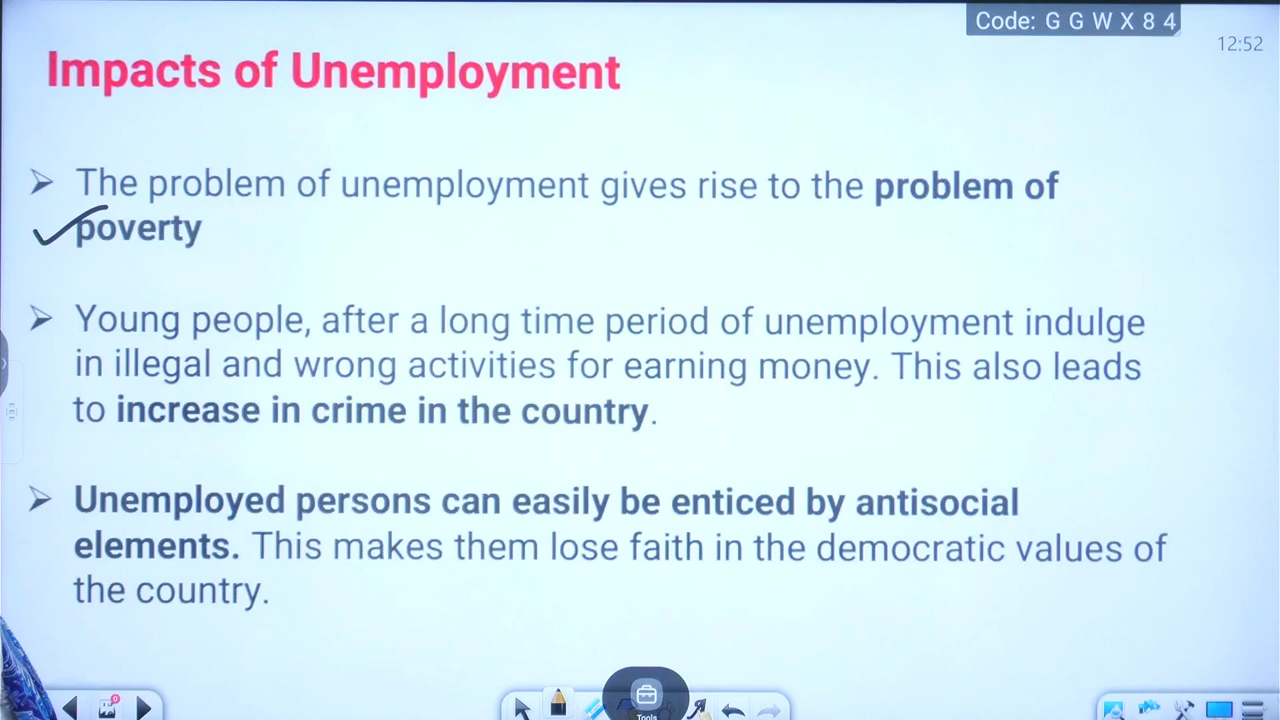 Code: G G W X 8 4
12:52
Impacts of Unemployment
➢ The problem of unemployment gives rise to the problem of
poverty
➢ Young people, after a long time period of unemployment indulge
in illegal and wrong activities for earning money. This also leads
to increase in crime in the country.
➢ Unemployed persons can easily be enticed by antisocial
elements. This makes them lose faith in the democratic values of
the country.
0
Tools